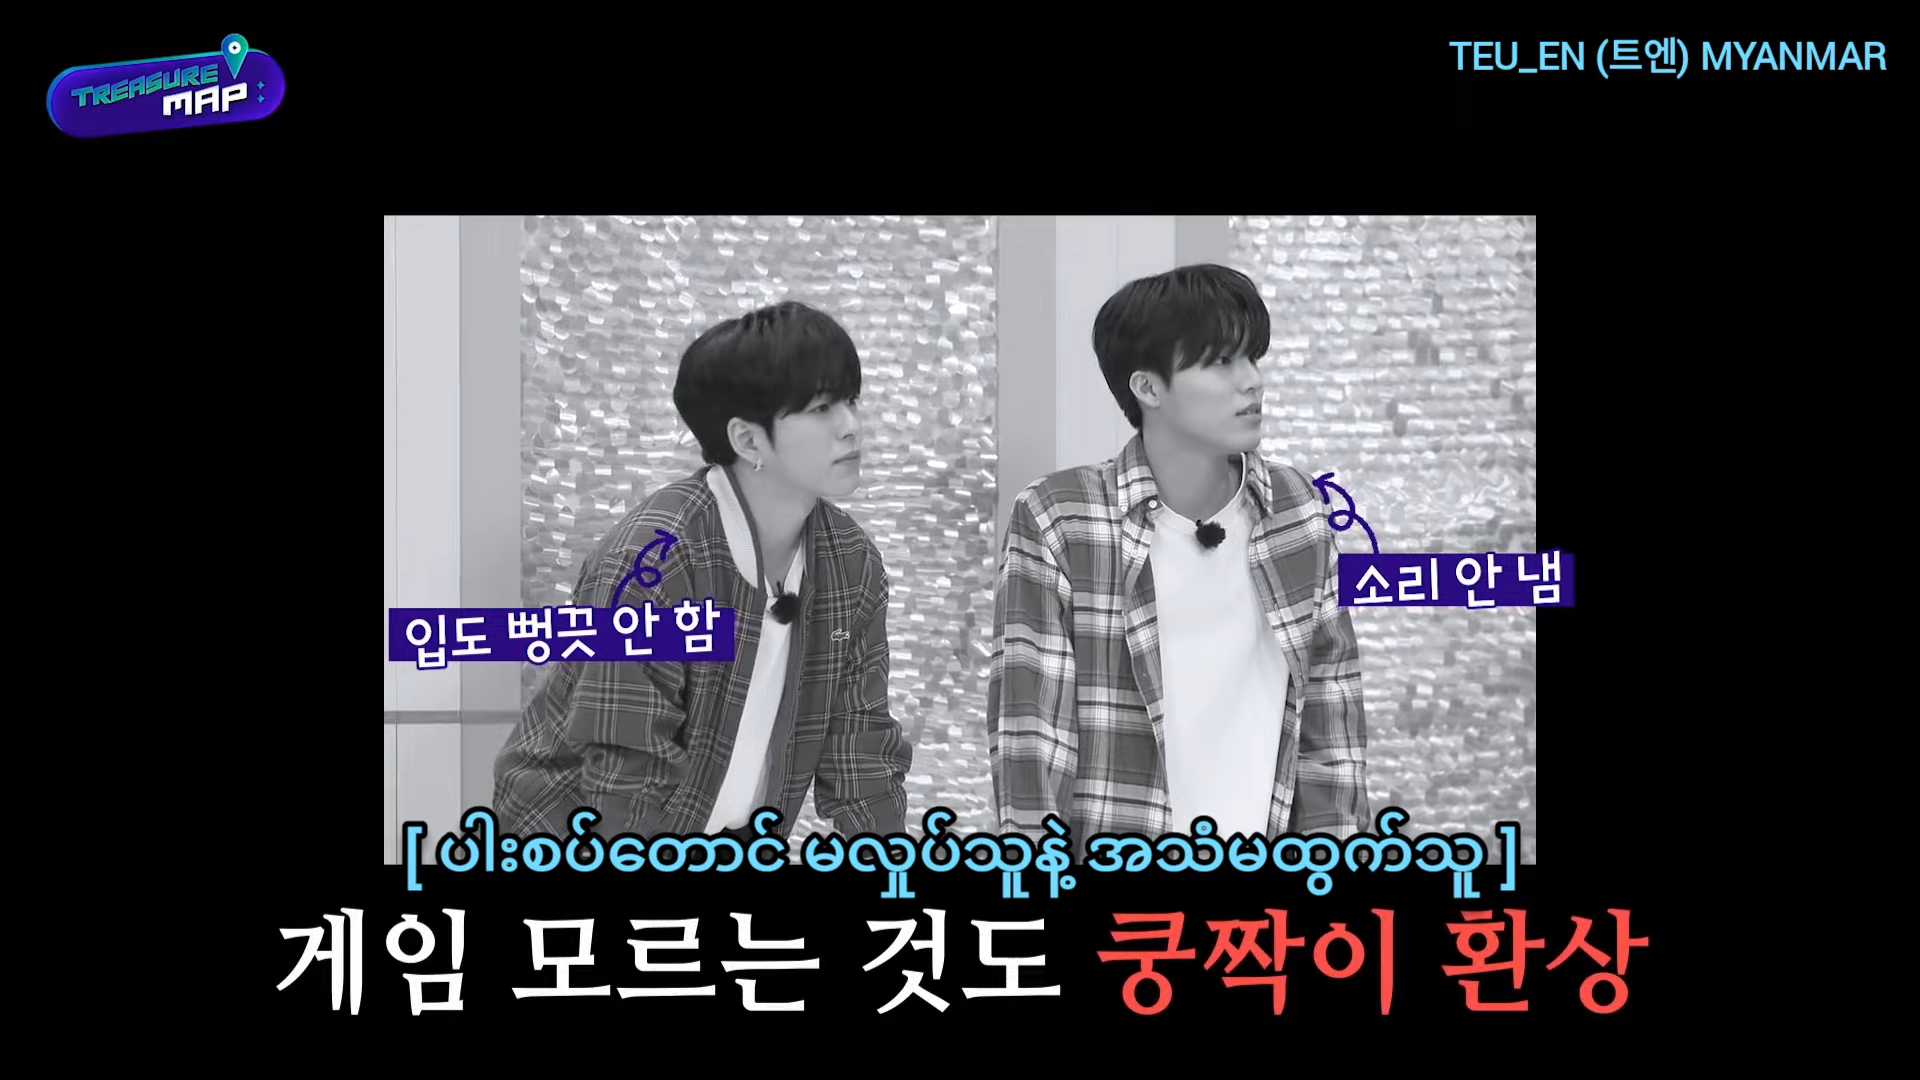 TREASURE
MAP
TEU_EN (트엔) MYANMAR
소리 안 냄
입도 뻥끗 안 함
[ ပါးစပ်တောင် မလှုပ်သူနဲ့ အသံမထွက်သူ ]
게임 모르는 것도 쿵짝이 환상